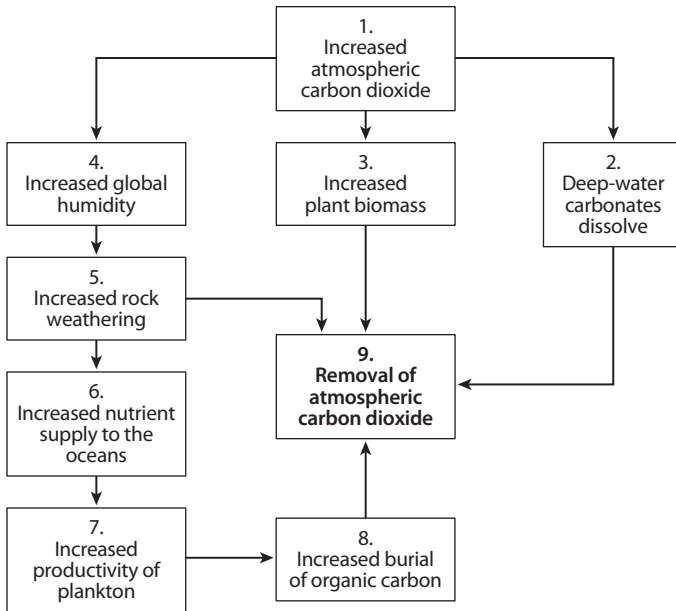 1.
Increased
atmospheric
carbon dioxide
4.
Increased global
humidity
3.
Increased
plant biomass
2.
Deep-water
carbonates
dissolve
5.
Increased rock
weathering
9.
Removal of
atmospheric
carbon dioxide
6.
Increased nutrient
supply to the
oceans
7.
Increased
productivity of
plankton
8.
Increased burial
of organic carbon